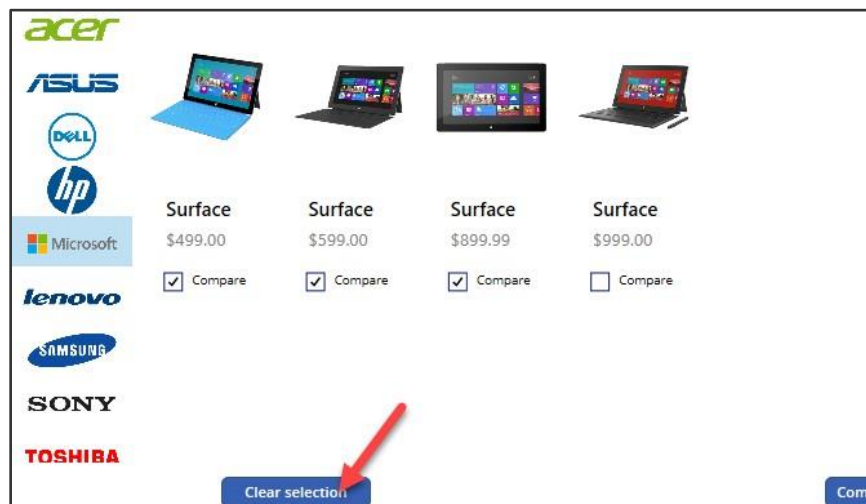 acer
ASUS
DELL
hp
Microsoft
lenovo
SAMSUNG
SONY
TOSHIBA
Surface Surface Surface Surface
$499.00 $599.00 $899.99 $999.00
Compare Compare Compare Compare
Clear selection
Com